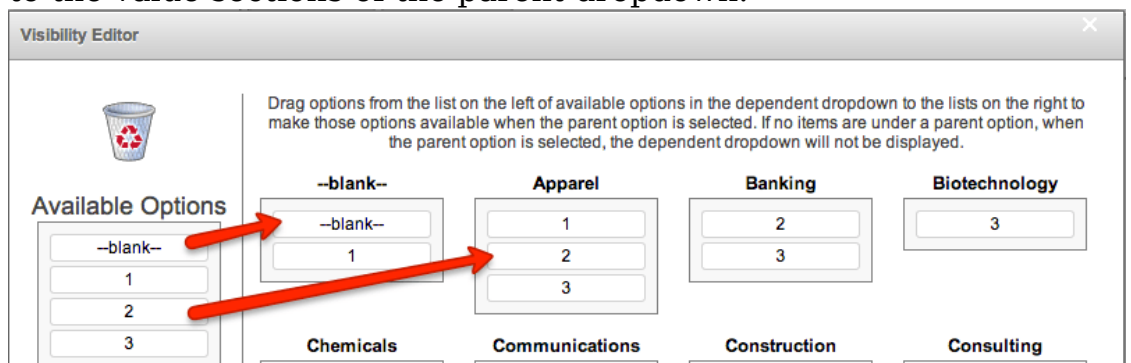 to the value sections of the parent dropdown.
Visibility Editor
Drag options from the list on the left of available options in the dependent dropdown to the lists on the right to
make those options available when the parent option is selected. If no items are under a parent option, when
the parent option is selected, the dependent dropdown will not be displayed.
Available Options
--blank--
1
2
3
--blank--
--blank--
1
Apparel
1
2
3
Banking
2
3
Biotechnology
3
Chemicals
Communications
Construction
Consulting